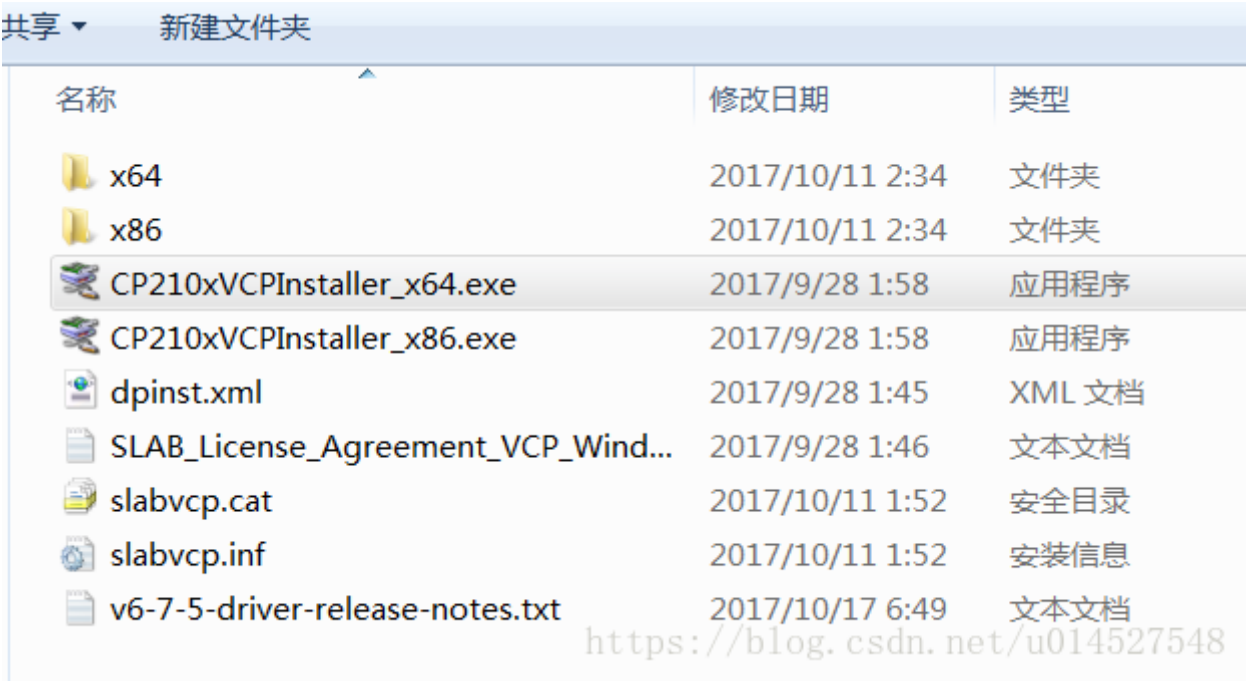 共享 新建文件夹
名称 修改日期 类型
x64 2017/10/11 2:34 文件夹
x86 2017/10/11 2:34 文件夹
CP210xVCPInstaller_x64.exe 2017/9/28 1:58 应用程序
CP210xVCPInstaller_x86.exe 2017/9/28 1:58 应用程序
dpinst.xml 2017/9/28 1:45 XML 文档
SLAB_License_Agreement_VCP_Wind... 2017/9/28 1:46 文本文档
slabvcp.cat 2017/10/11 1:52 安全目录
slabvcp.inf 2017/10/11 1:52 安装信息
v6-7-5-driver-release-notes.txt 2017/10/17 6:49 文本文档
https://blog.csdn.net/u014527548